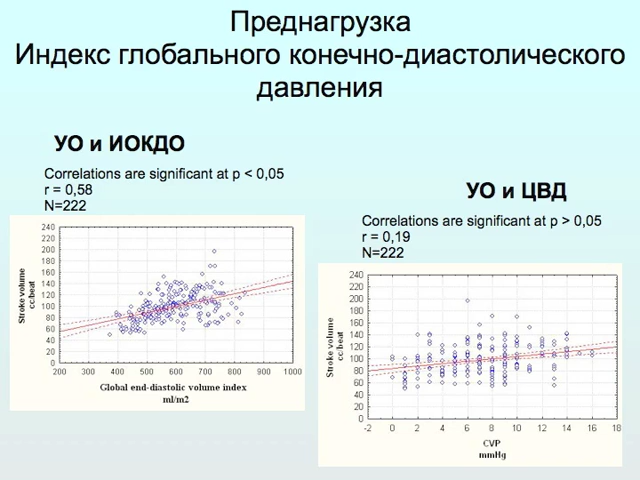 Преднагрузка
Индекс глобального конечно-диастолического
давления
УО и ИОКДО
Correlations are significant at p < 0,05
r = 0,58
N=222
240
220
200
180
160
140
120
100
80
60
40
20
0
Stroke volume
cc/beat
200 300 400 500 600 700 800 900 1000
Global end-diastolic volume index
ml/m2
УО и ЦВД
Correlations are significant at p > 0,05
r = 0,19
N=222
240
220
200
180
160
140
120
100
80
60
40
20
0
Stroke volume
cc/beat
-2 0 2 4 6 8 10 12 14 16 18
CVP
mmHg